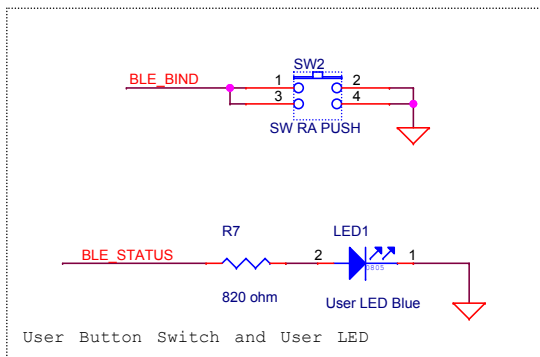 SW2
BLE_BIND
1
2
3
4
SW RA PUSH
R7
LED1
BLE_STATUS
2
1
0805
820 ohm
User LED Blue
User Button Switch and User LED